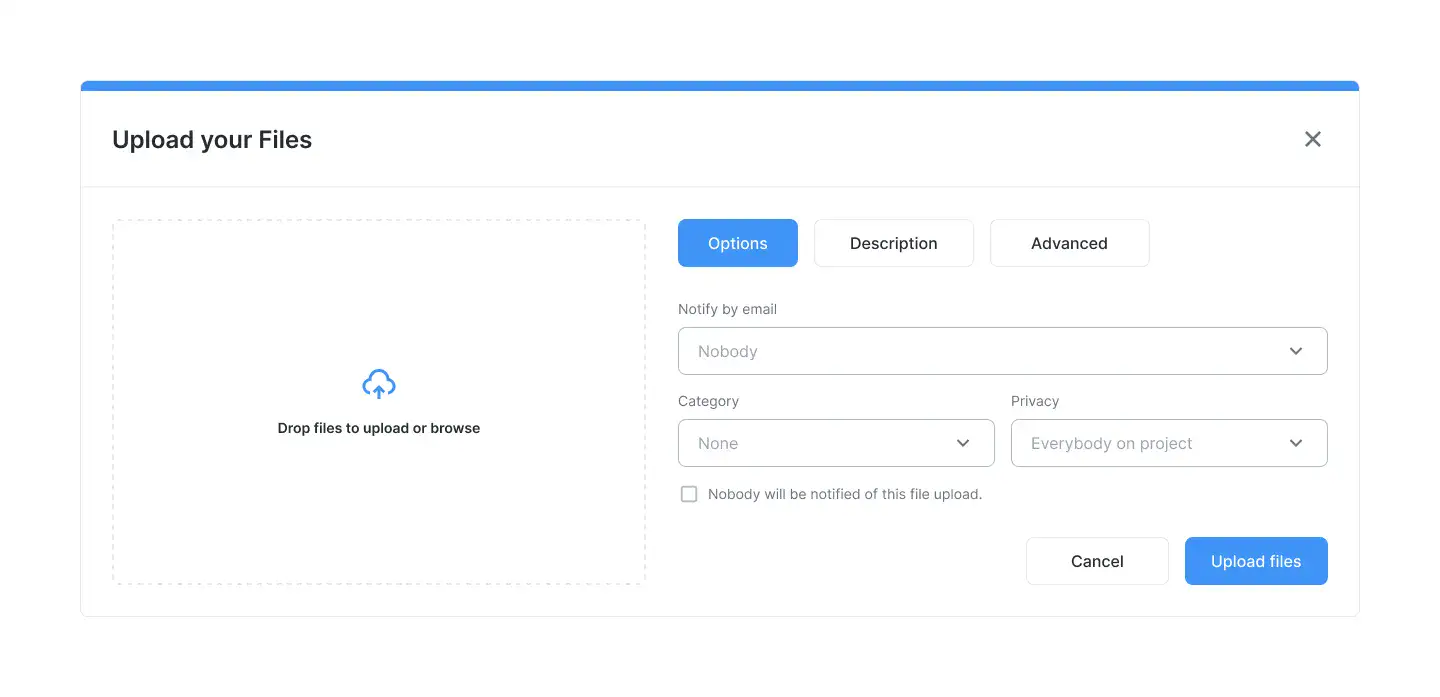 Upload your Files
Drop files to upload or browse
Options
Description
Advanced
Notify by email
Nobody
Category
Privacy
None
Everybody on project
Nobody will be notified of this file upload.
Cancel
Upload files